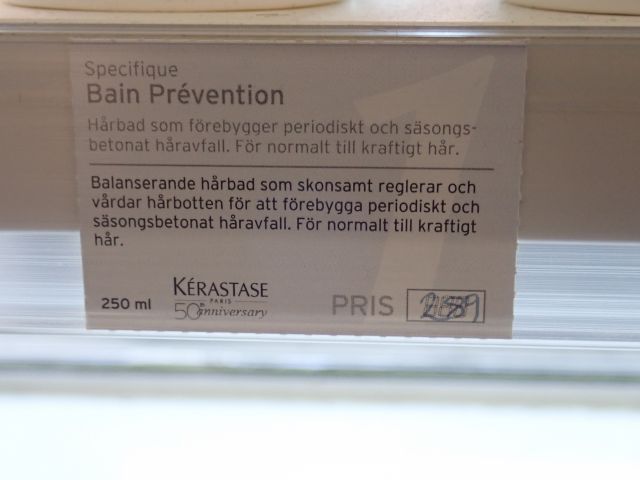 Specifique
Bain Prévention
Hårbad som förebygger periodiskt och säsongs-
betonat håravfall. För normalt till kraftigt hår.
Balanserande hårbad som skonsamt reglerar och
vårdar hårbotten för att förebygga periodiskt och
säsongsbetonat håravfall. För normalt till kraftigt
hår.
1
250 ml
KÉRASTASE
PARIS
50th anniversary
PRIS